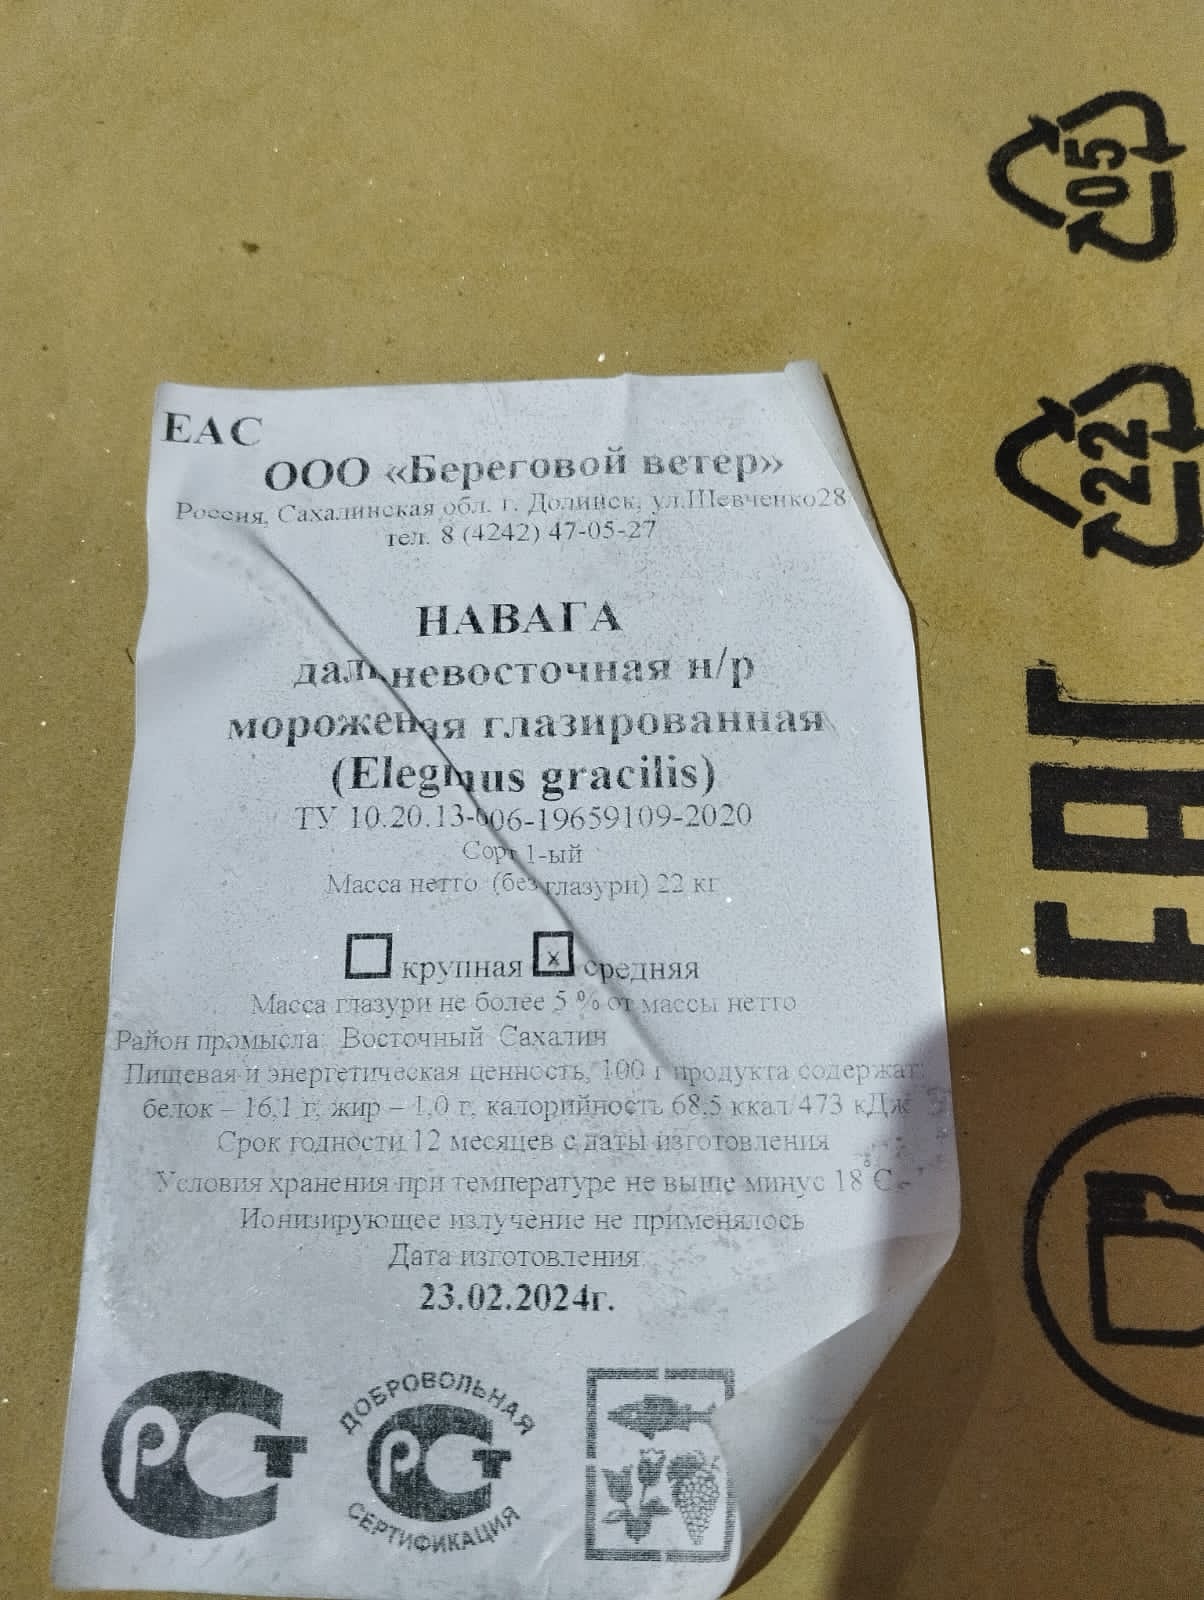 EAC
ООО «Береговой ветер»
Россия, Сахалинская обл. г. Долинск, ул.Шевченко28
тел. 8 (4242) 47-05-27
НАВАГА
дальневосточная н/р
мороженая глазированная
(Eleginus gracilis)
ТУ 10.20.13-006-19659109-2020
Сорт 1-ый
Масса нетто (без глазури) 22 кг
крупная x средняя
Масса глазури не более 5 % от массы нетто
Район промысла: Восточный Сахалин
Пищевая и энергетическая ценность, 100 г продукта содержат:
белок – 16,1 г, жир – 1,0 г, калорийность 68,5 ккал/473 кДж
Срок годности 12 месяцев с даты изготовления
Условия хранения при температуре не выше минус 18 °С.
Ионизирующее излучение не применялось
Дата изготовления
23.02.2024г.
РСТ
ДОБРОВОЛЬНАЯ
РСТ
СЕРТИФИКАЦИЯ
05
22
EAC